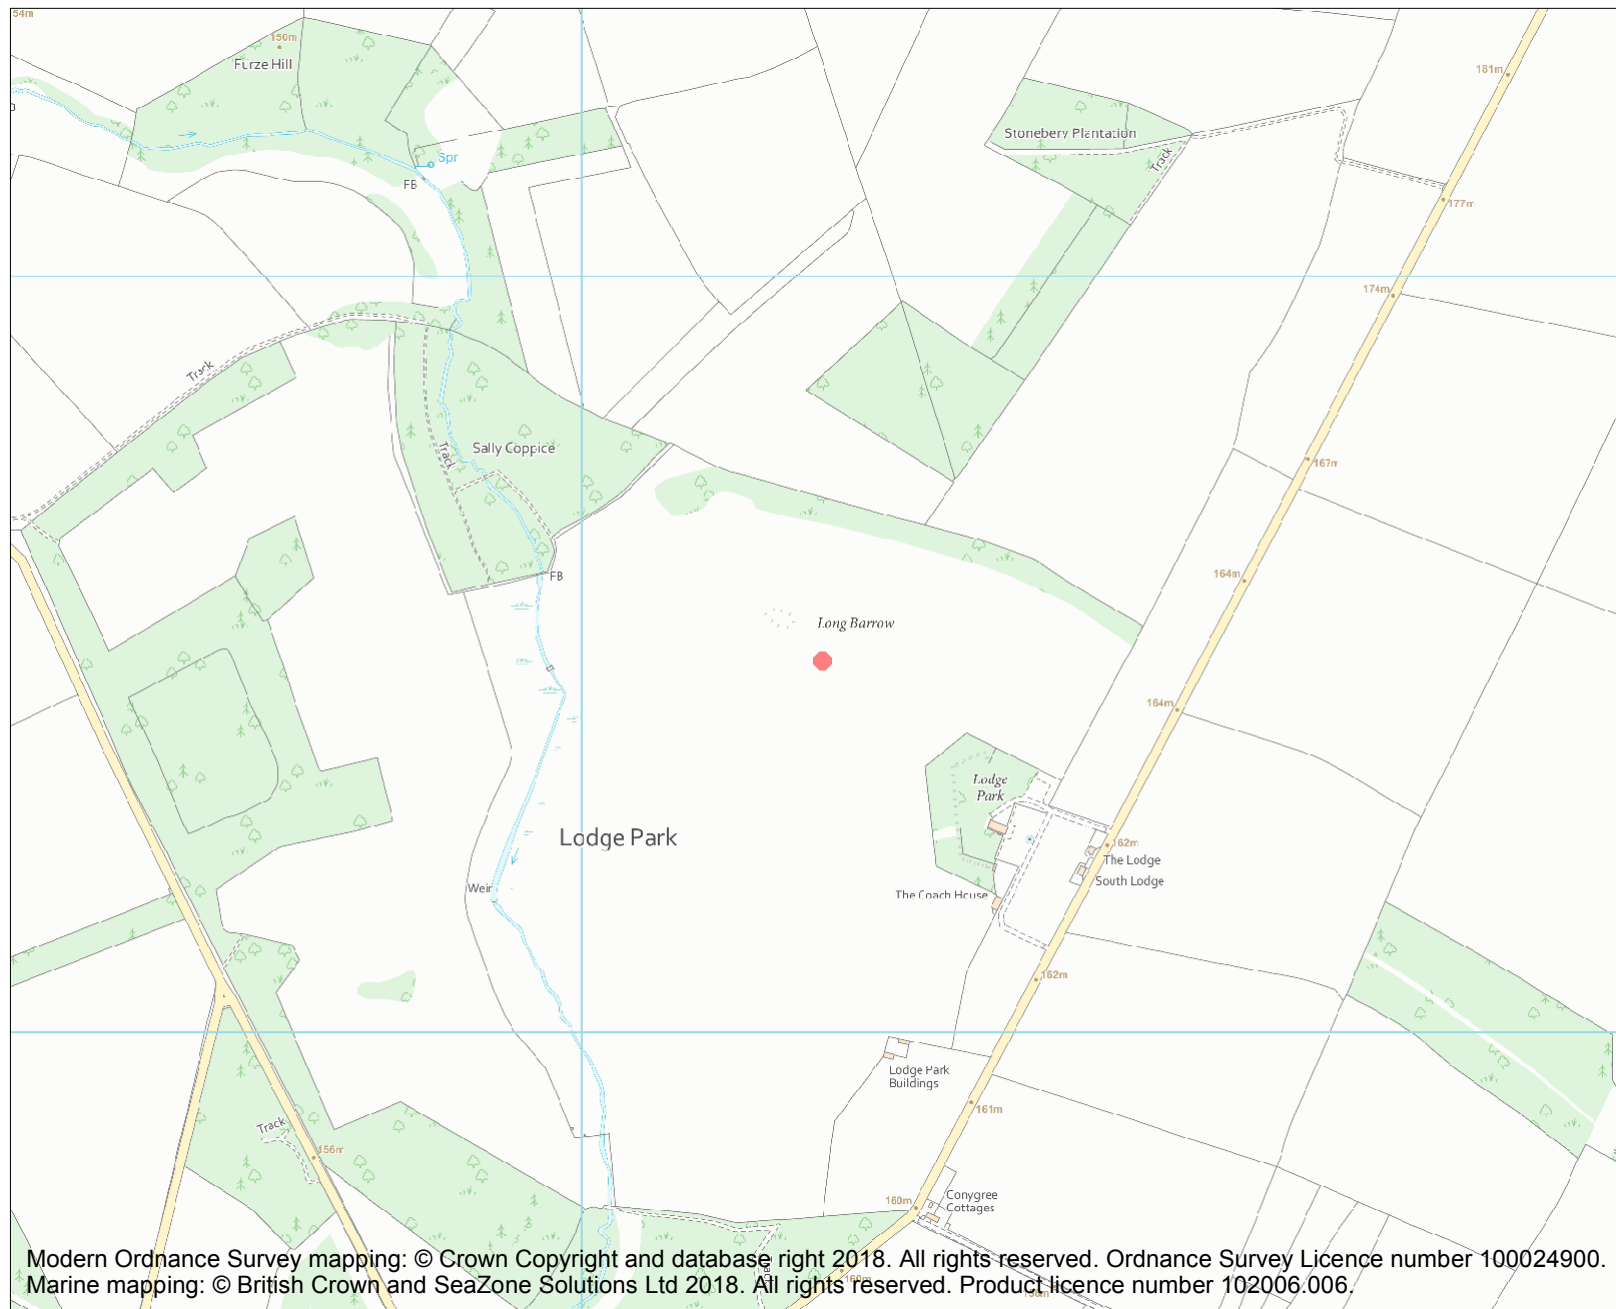 54m
150m
Furze Hill
181m
Stonebery Plantation
Track
Spr
FB
177m
174m
Track
Track
Sally Coppice
167m
FB
164m
Long Barrow
164m
Lodge
Park
Lodge Park
162m
The Lodge
South Lodge
Weir
The Coach House
162m
Lodge Park
Buildings
161m
Track
156m
160m
Conygree
Cottages
160m
Modern Ordnance Survey mapping: © Crown Copyright and database right 2018. All rights reserved. Ordnance Survey Licence number 100024900.
Marine mapping: © British Crown and SeaZone Solutions Ltd 2018. All rights reserved. Product licence number 102006.006.